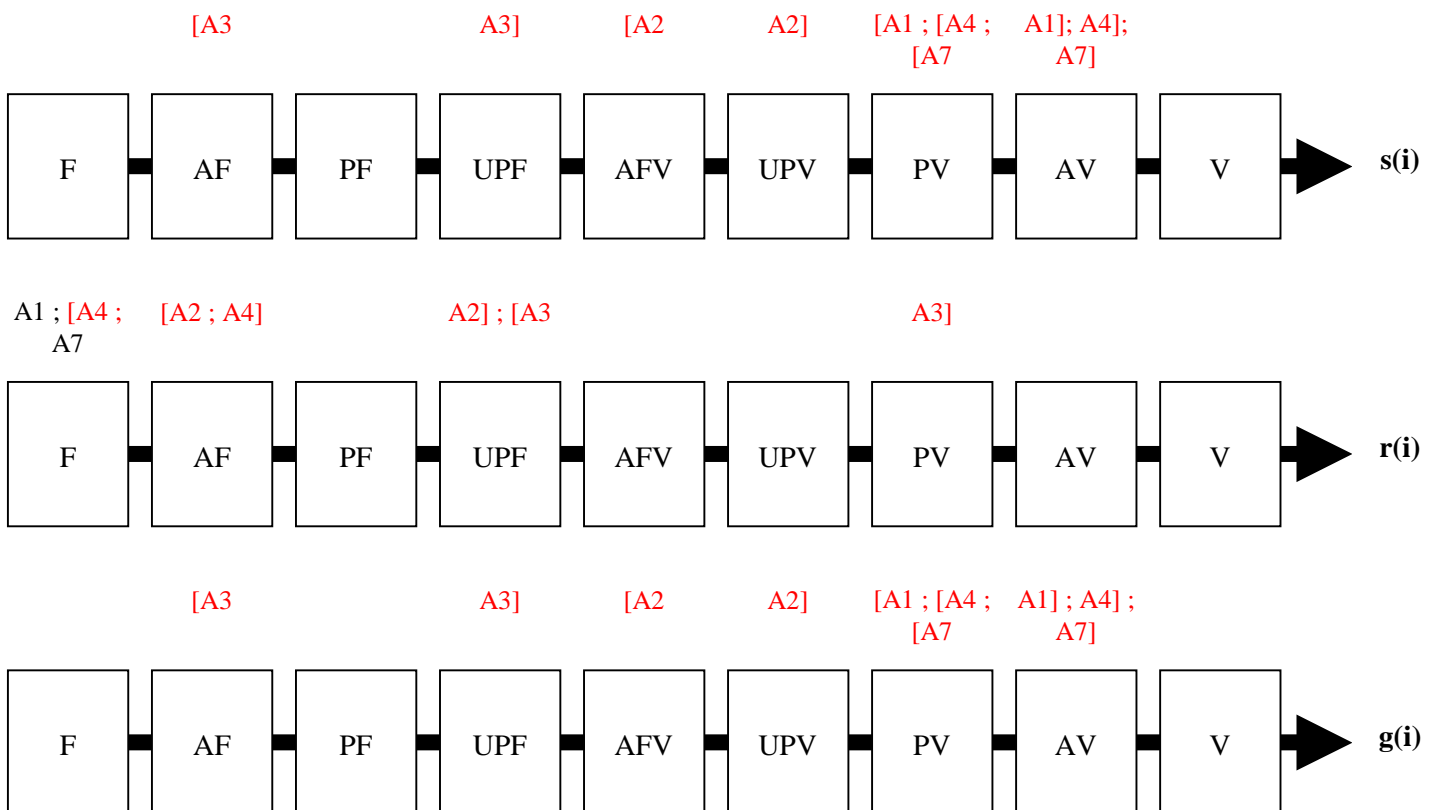 [A3 A3] [A2 A2] [A1 ; [A4 ; A1]; A4];
[A7 A7]
F AF PF UPF AFV UPV PV AV V s(i)
A1 ; [A4 ; [A2 ; A4] A2] ; [A3 A3]
A7
F AF PF UPF AFV UPV PV AV V r(i)
[A3 A3] [A2 A2] [A1 ; [A4 ; A1] ; A4] ;
[A7 A7]
F AF PF UPF AFV UPV PV AV V g(i)